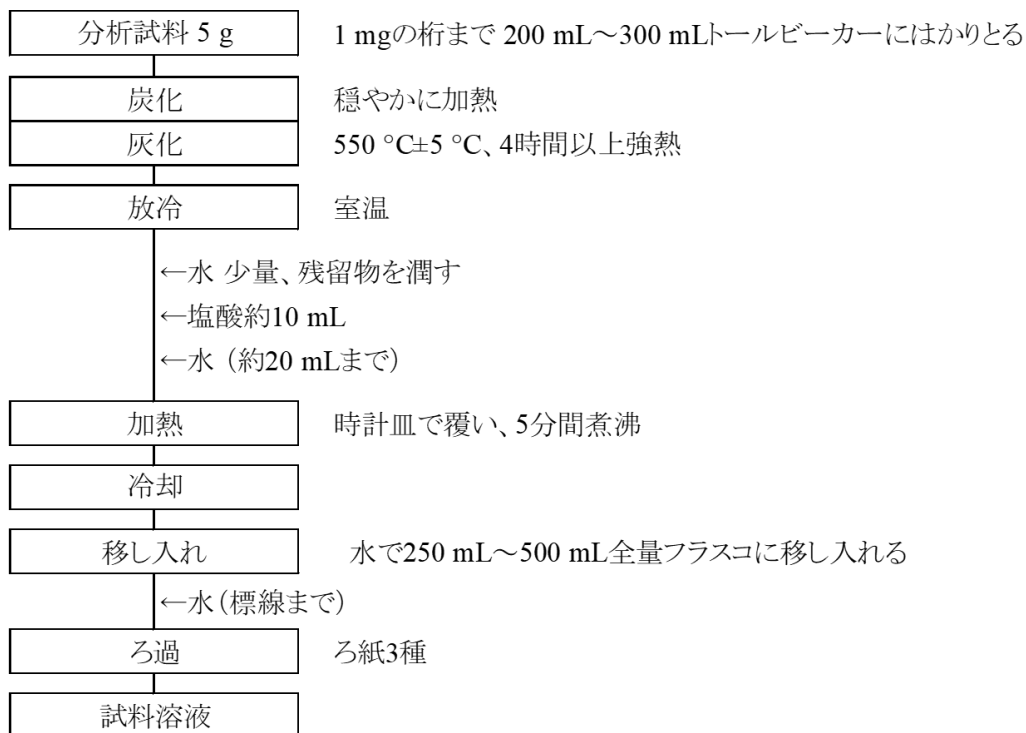 分析試料 5 g 1 mgの桁まで 200 mL～300 mLトールビーカーにはかりとる
炭化 穏やかに加熱
灰化 550 °C±5 °C、4時間以上強熱
放冷 室温
←水 少量、残留物を潤す
←塩酸約10 mL
←水（約20 mLまで）
加熱 時計皿で覆い、5分間煮沸
冷却
移し入れ 水で250 mL～500 mL全量フラスコに移し入れる
←水（標線まで）
ろ過 ろ紙3種
試料溶液